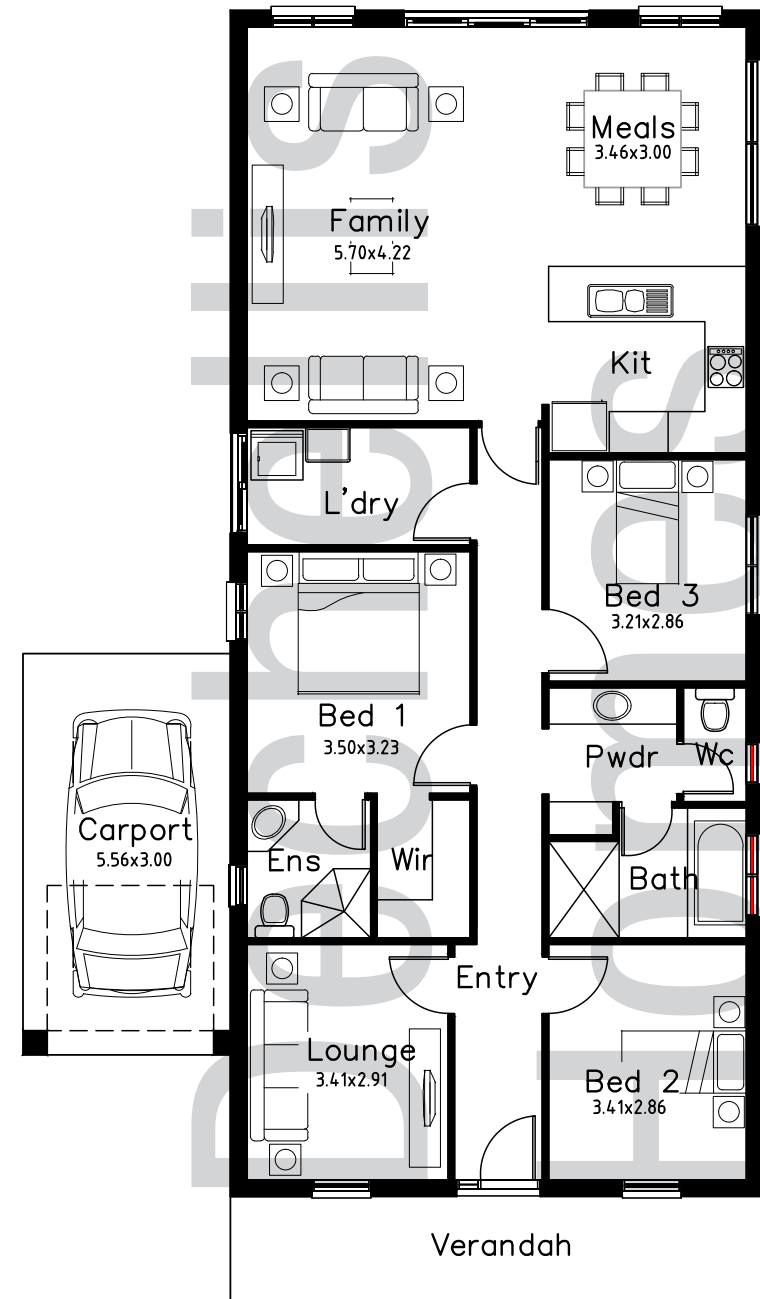 Meals
3.46x3.00
Family
5.70x4.22
Kit
L'dry
Bed 3
3.21x2.86
Bed 1
3.50x3.23
Pwdr
Wc
Carport
5.56x3.00
Ens
Wir
Bath
Entry
Lounge
3.41x2.91
Bed 2
3.41x2.86
Verandah
Dechellis
Homes